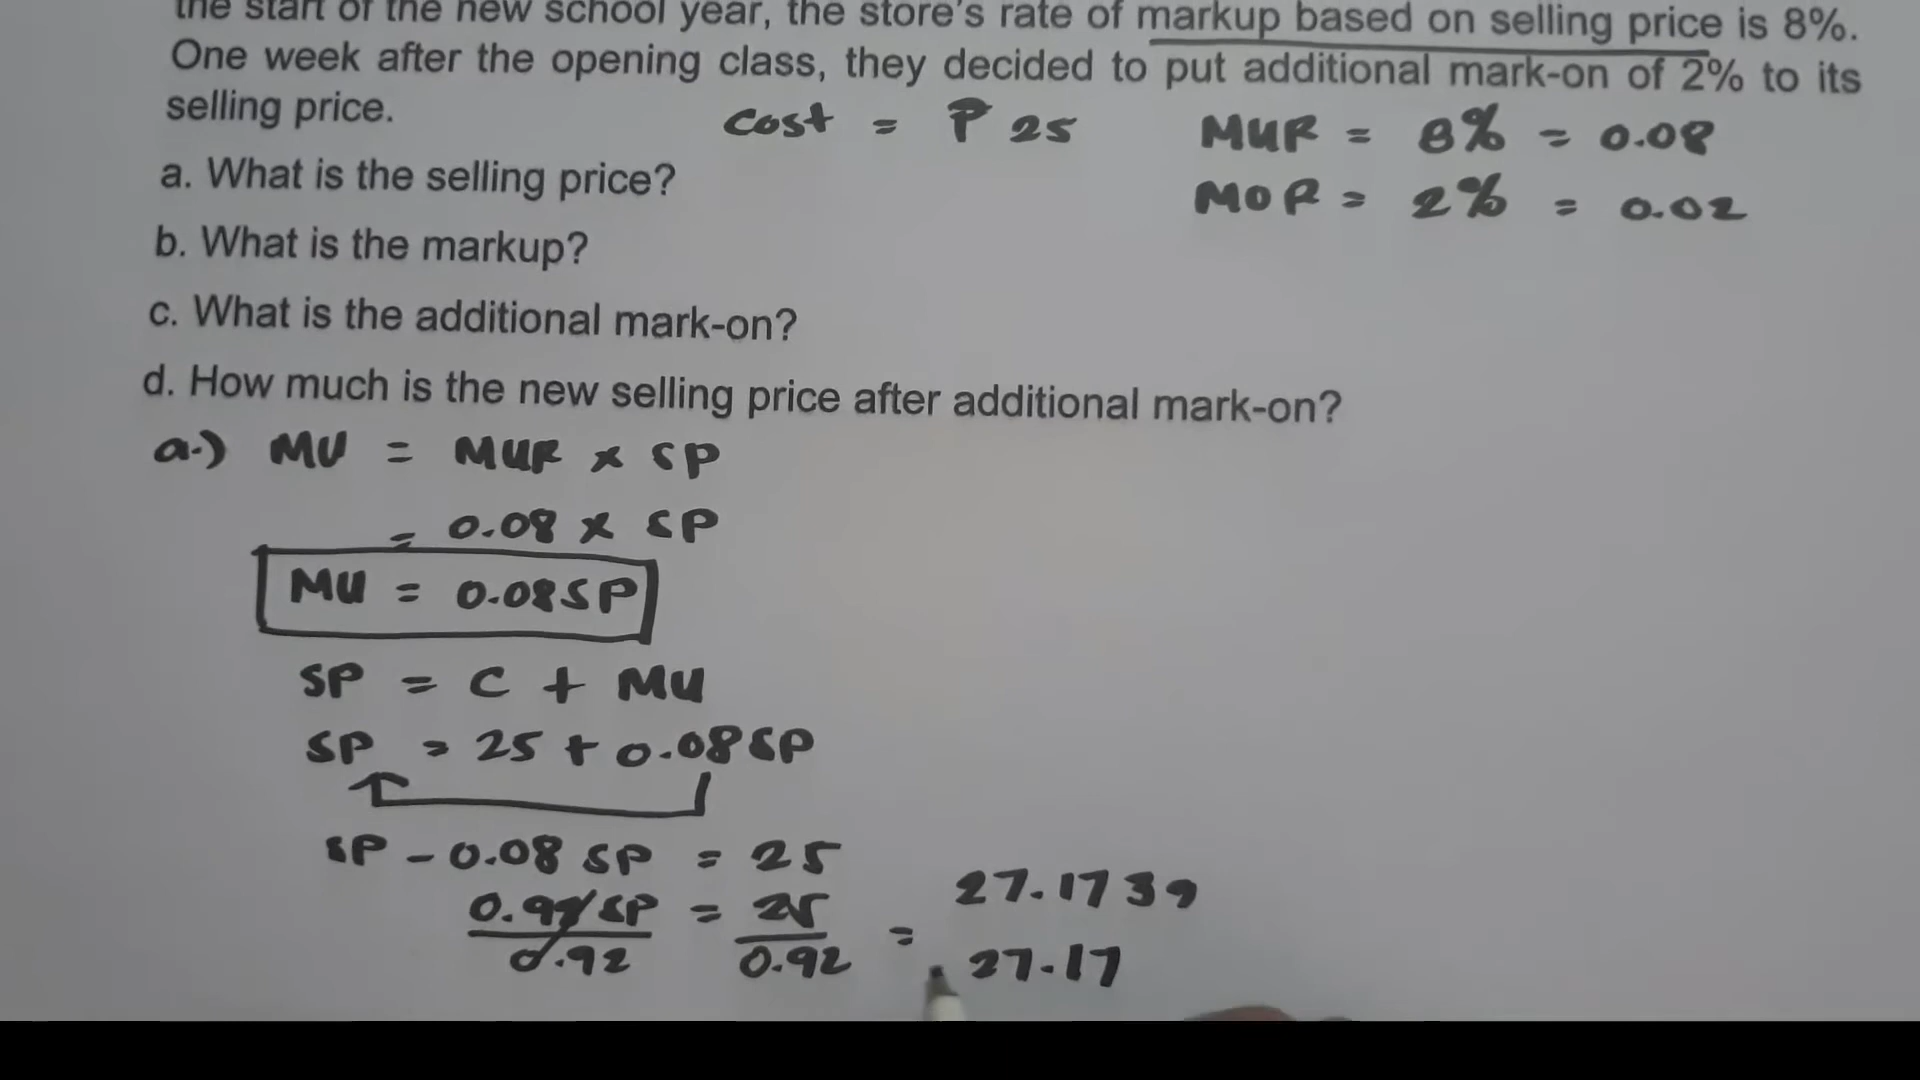 the start of the new school year, the store's rate of markup based on selling price is 8%.
One week after the opening class, they decided to put additional mark-on of 2% to its
selling price.
cost = ₱ 25
MUR = 8% = 0.08
MOR = 2% = 0.02
a. What is the selling price?
b. What is the markup?
c. What is the additional mark-on?
d. How much is the new selling price after additional mark-on?
a.) MU = MUR x SP
= 0.08 x SP
MU = 0.08SP
SP = C + MU
SP = 25 + 0.08SP
SP - 0.08 SP = 25
0.92SP/0.92 = 25/0.92 = 27.1739
27.17